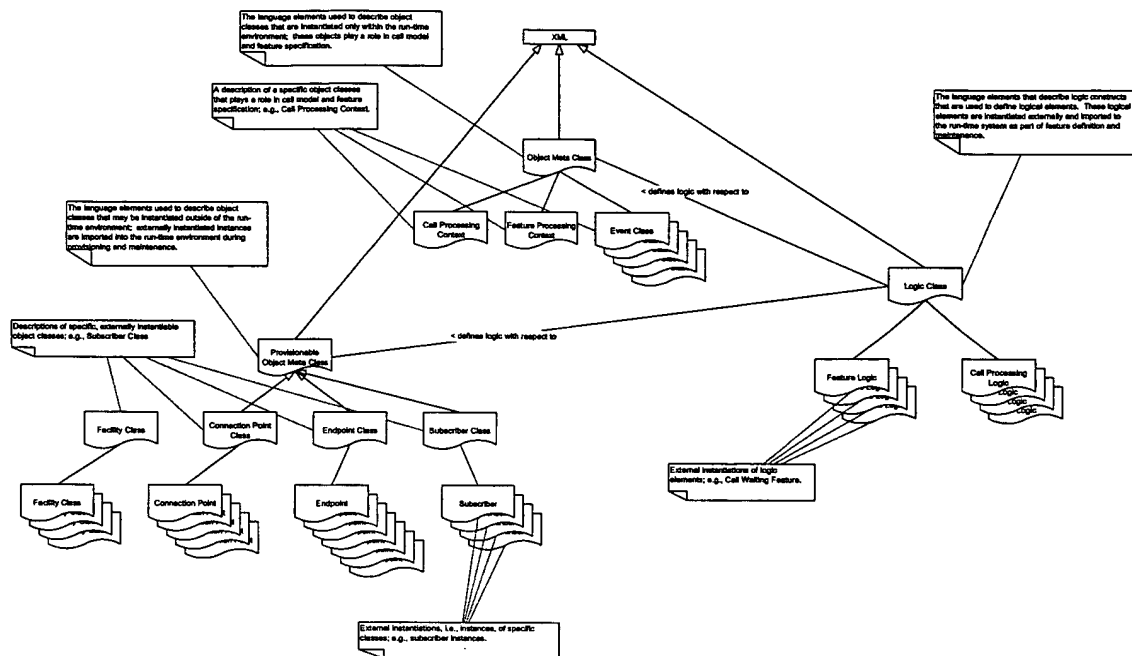 The language elements used to describe object
classes that are instantiated only within the run-time
environment; these objects play a role in call model
and feature specification.
XML
A description of a specific object classes
that plays a role in call model and feature
specification; e.g., Call Processing Context.
The language elements that describe logic constructs
that are used to define logical elements. These logical
elements are instantiated externally and imported to
the run-time system as part of feature definition and
maintenance.
Object Meta Class
< defines logic with respect to
The language elements used to describe object
classes that may be instantiated outside of the run-
time environment; externally instantiated instances
are imported into the run-time environment during
provisioning and maintenance.
Call Processing
Context
Feature Processing
Context
Event Class
Logic Class
Descriptions of specific, externally instantiable
object classes; e.g., Subscriber Class
< defines logic with respect to
Provisionable
Object Meta Class
Feature Logic
Call Processing
Logic
Logic
Logic
Logic
Facility Class
Connection Point
Class
Endpoint Class
Subscriber Class
External instantiations of logic
elements; e.g., Call Waiting Feature.
Facility Class
Connection Point
Endpoint
Subscriber
External instantiations, i.e., instances, of specific
classes; e.g., subscriber instances.